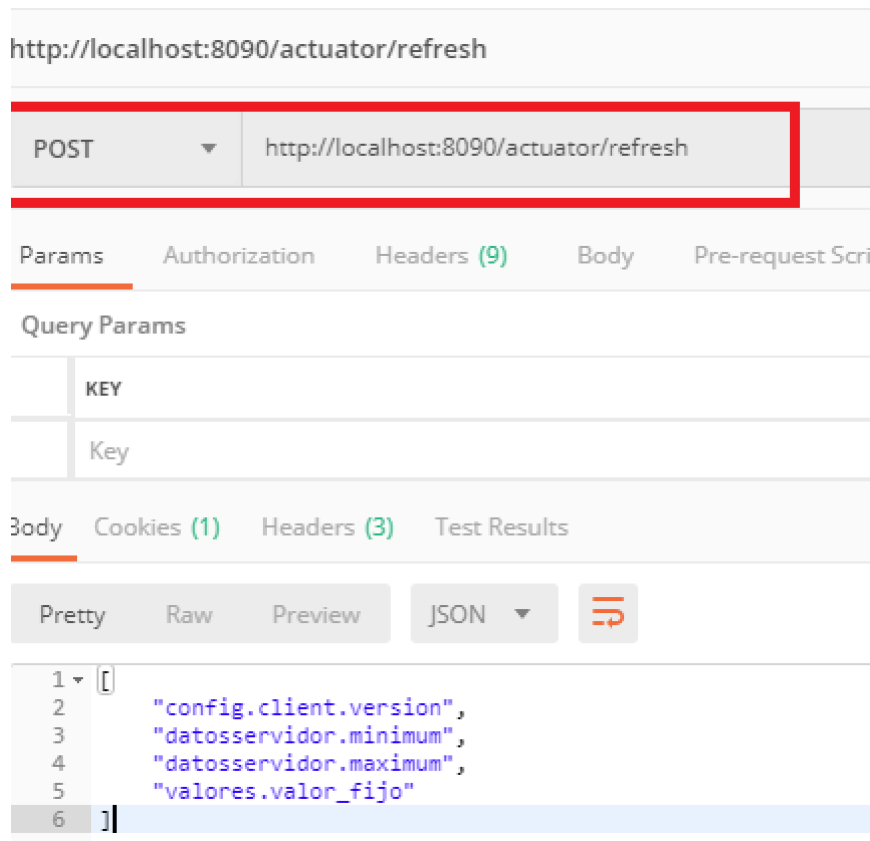 http://localhost:8090/actuator/refresh
POST http://localhost:8090/actuator/refresh
Params Authorization Headers (9) Body Pre-request Scri
Query Params
KEY
Key
Body Cookies (1) Headers (3) Test Results
Pretty Raw Preview JSON
1 [
2 "config.client.version",
3 "datosservidor.minimum",
4 "datosservidor.maximum",
5 "valores.valor_fijo"
6 ]